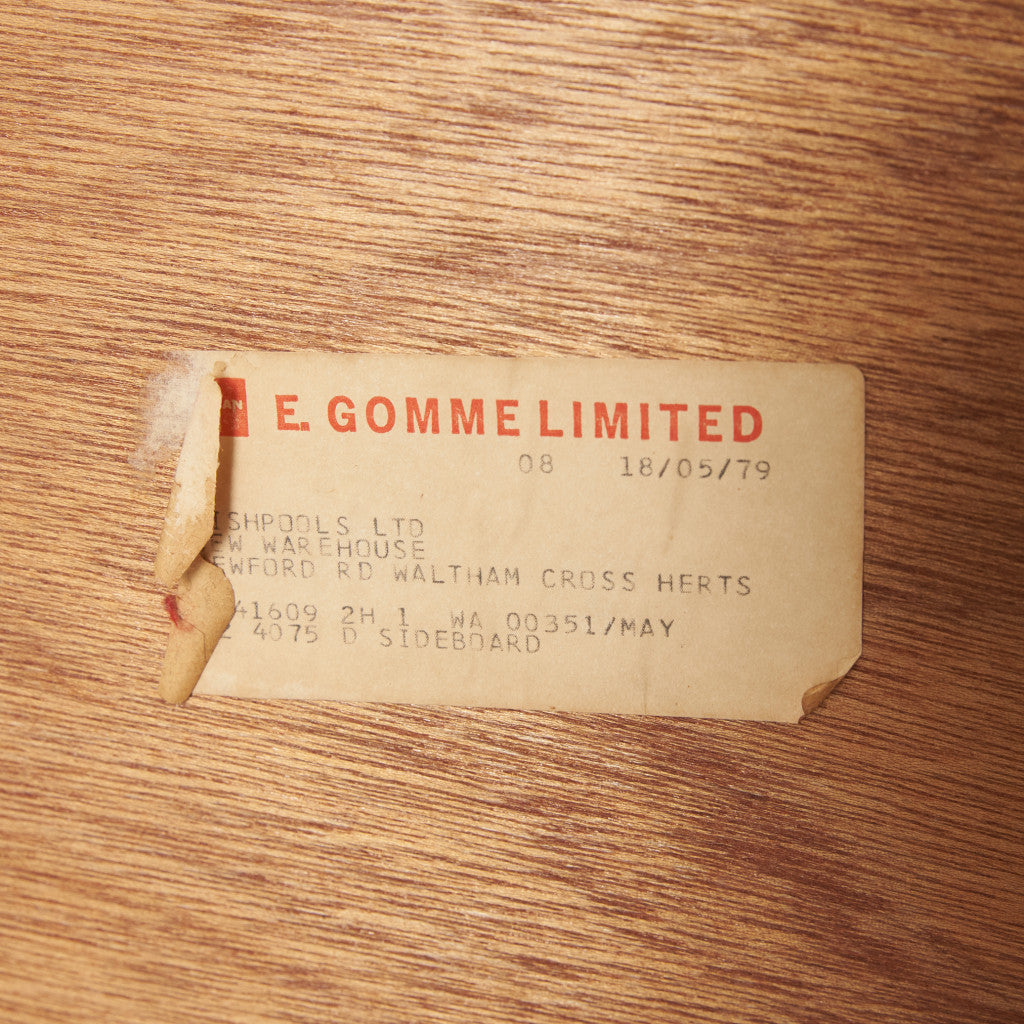 AN
E. GOMME LIMITED
08 18/05/79
ISHPOOLS LTD
EW WAREHOUSE
EWFORD RD WALTHAM CROSS HERTS
41609 2H 1 WA 00351/MAY
4075 D SIDEBOARD